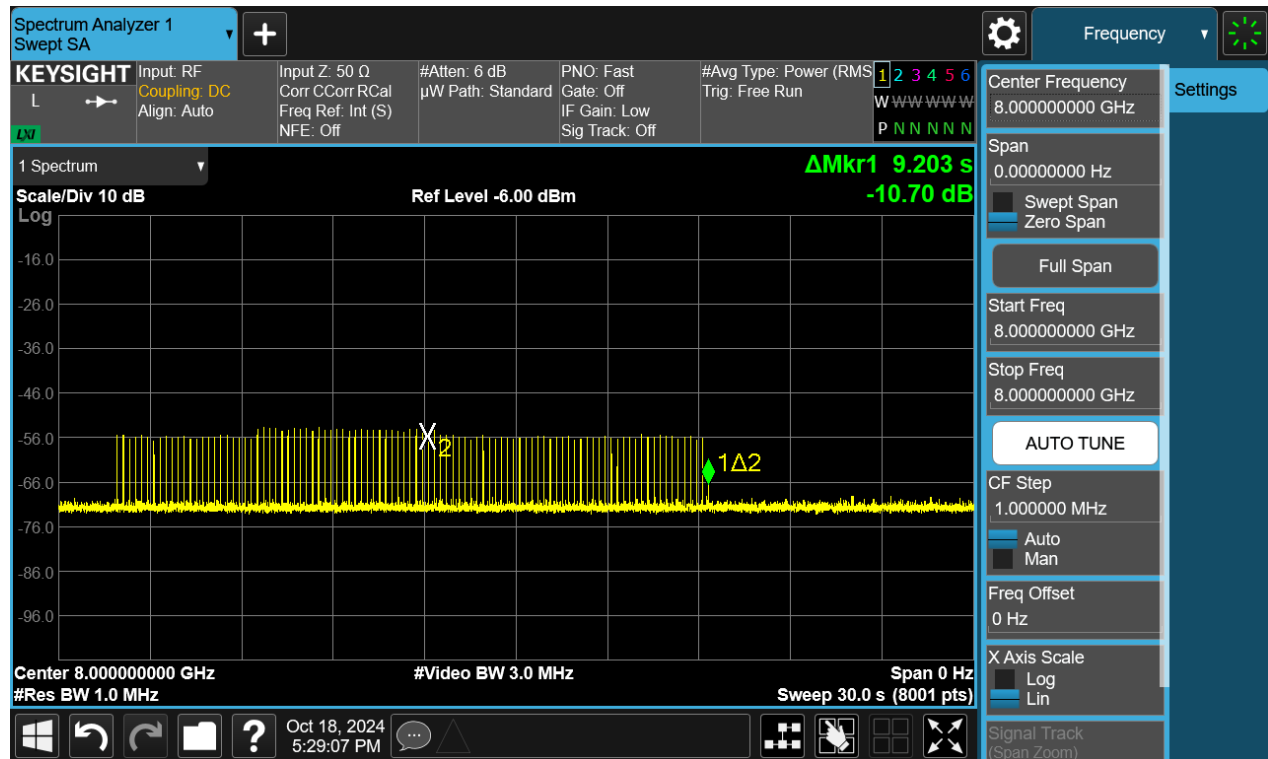 Spectrum Analyzer 1
Swept SA
Frequency
KEYSIGHT
L
LXI
Input: RF
Coupling: DC
Align: Auto
Input Z: 50 Ω
Corr CCorr RCal
Freq Ref: Int (S)
NFE: Off
#Atten: 6 dB
µW Path: Standard
PNO: Fast
Gate: Off
IF Gain: Low
Sig Track: Off
#Avg Type: Power (RMS
Trig: Free Run
1 2 3 4 5 6
W W W W W W
P N N N N N
1 Spectrum
ΔMkr1 9.203 s
-10.70 dB
Scale/Div 10 dB
Ref Level -6.00 dBm
Log
-16.0
-26.0
-36.0
-46.0
-56.0
-66.0
-76.0
-86.0
-96.0
X2
1Δ2
Center 8.000000000 GHz
#Video BW 3.0 MHz
Span 0 Hz
#Res BW 1.0 MHz
Sweep 30.0 s (8001 pts)
Oct 18, 2024
5:29:07 PM
Center Frequency
8.000000000 GHz
Span
0.00000000 Hz
Swept Span
Zero Span
Full Span
Start Freq
8.000000000 GHz
Stop Freq
8.000000000 GHz
AUTO TUNE
CF Step
1.000000 MHz
Auto
Man
Freq Offset
0 Hz
X Axis Scale
Log
Lin
Signal Track
(Span Zoom)
Settings